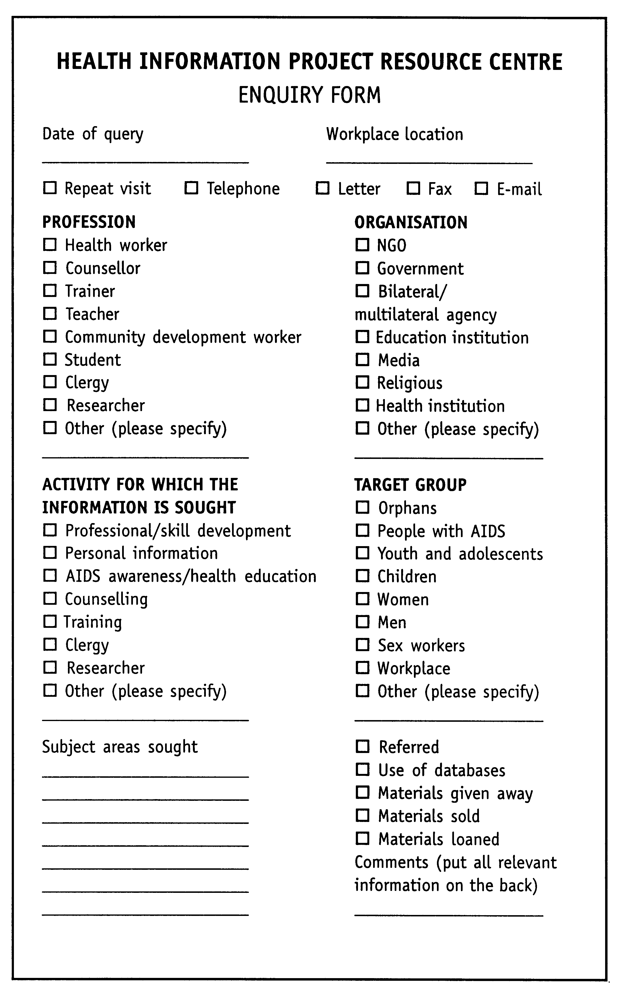 HEALTH INFORMATION PROJECT RESOURCE CENTRE
ENQUIRY FORM
Date of query
Workplace location
☐ Repeat visit ☐ Telephone ☐ Letter ☐ Fax ☐ E-mail
PROFESSION
☐ Health worker
☐ Counsellor
☐ Trainer
☐ Teacher
☐ Community development worker
☐ Student
☐ Clergy
☐ Researcher
☐ Other (please specify)
ORGANISATION
☐ NGO
☐ Government
☐ Bilateral/
multilateral agency
☐ Education institution
☐ Media
☐ Religious
☐ Health institution
☐ Other (please specify)
ACTIVITY FOR WHICH THE
INFORMATION IS SOUGHT
☐ Professional/skill development
☐ Personal information
☐ AIDS awareness/health education
☐ Counselling
☐ Training
☐ Clergy
☐ Researcher
☐ Other (please specify)
TARGET GROUP
☐ Orphans
☐ People with AIDS
☐ Youth and adolescents
☐ Children
☐ Women
☐ Men
☐ Sex workers
☐ Workplace
☐ Other (please specify)
Subject areas sought
☐ Referred
☐ Use of databases
☐ Materials given away
☐ Materials sold
☐ Materials loaned
Comments (put all relevant
information on the back)